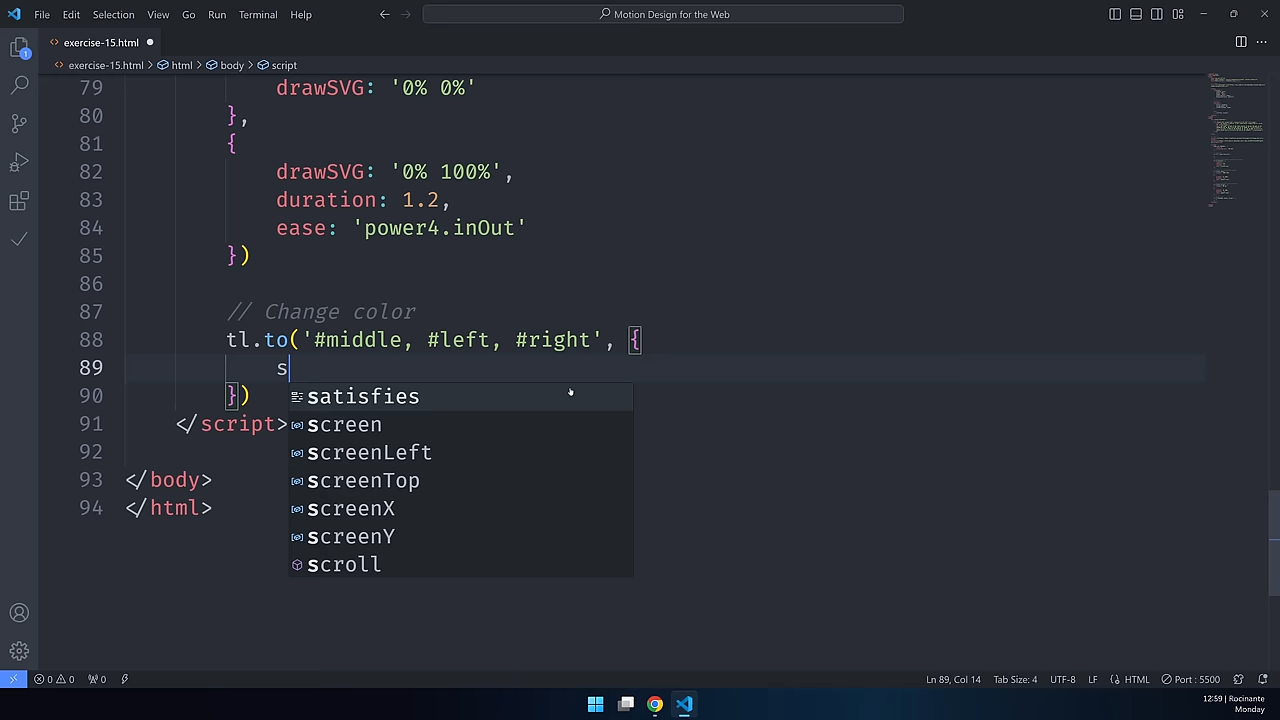 File Edit Selection View Go Run Terminal Help
Motion Design for the Web
exercise-15.html
exercise-15.html > html > body > script
1
79 drawSVG: '0% 0%'
80 },
81 {
82 drawSVG: '0% 100%',
83 duration: 1.2,
84 ease: 'power4.inOut'
85 })
86
87 // Change color
88 tl.to('#middle, #left, #right', {
89 s
90 })
91 </script>
92
93 </body>
94 </html>
satisfies
screen
screenLeft
screenTop
screenX
screenY
scroll
0 0 0
Ln 89, Col 14 Tab Size: 4 UTF-8 LF HTML Port : 5500
12:59 | Rocinante
Monday